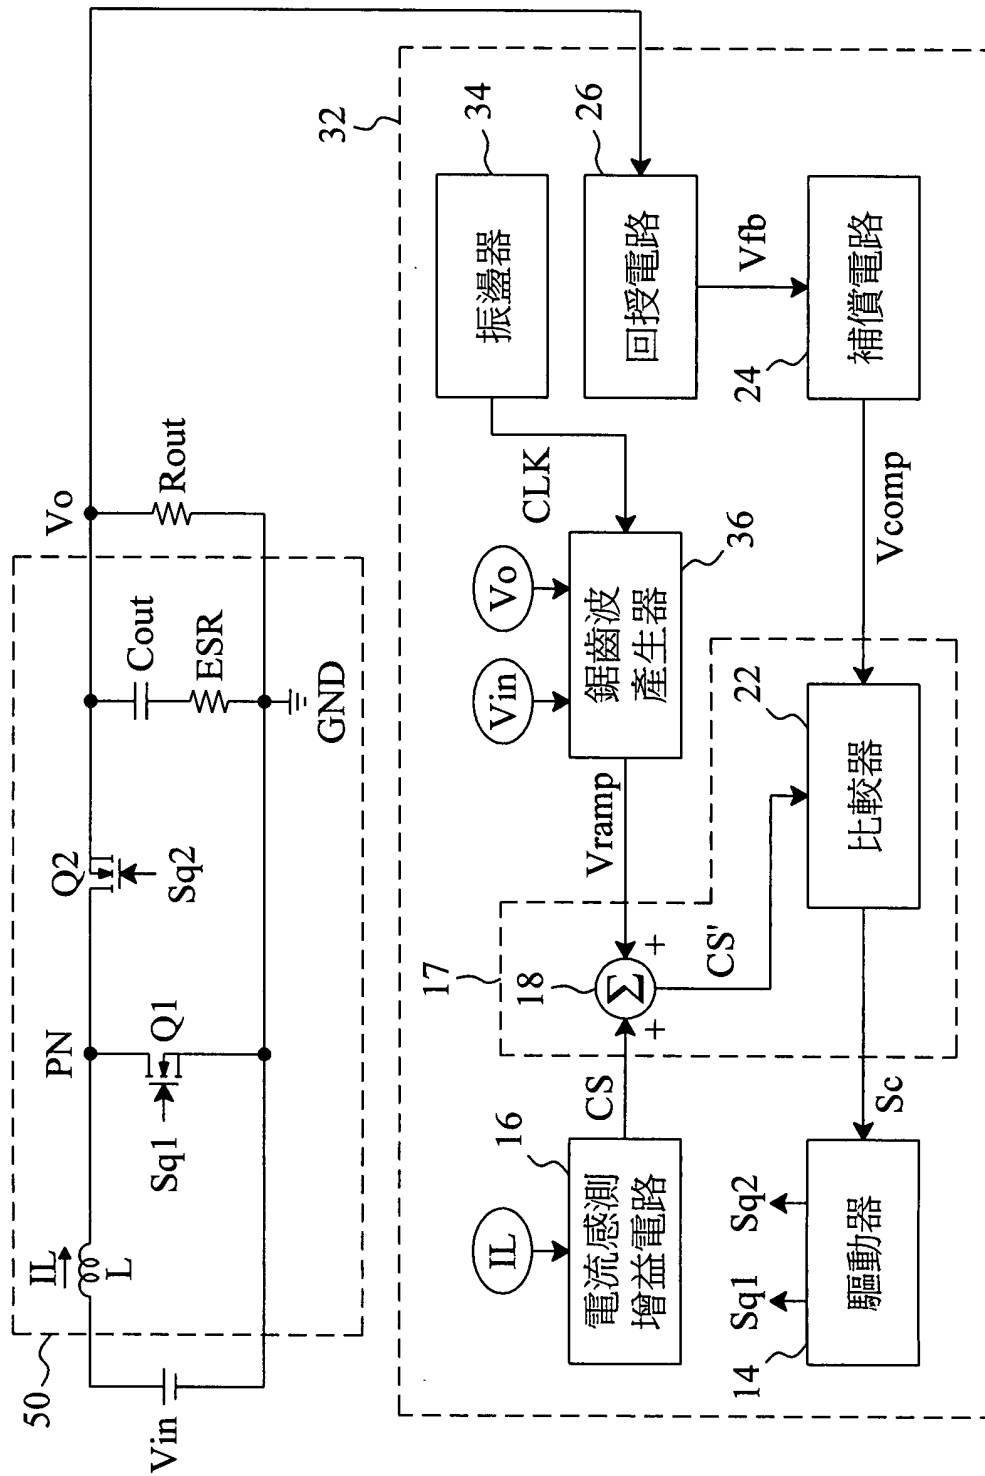 50
Vin
IL
L
PN
Sq1
Q1
Q2
Sq2
Cout
ESR
GND
Vo
Rout
32
IL
16
電流感測
增益電路
CS
17
18
Σ
+
+
CS'
Vramp
Vin
Vo
鋸齒波
產生器
36
CLK
振盪器
34
回授電路
26
Vfb
補償電路
24
Vcomp
比較器
22
Sc
驅動器
14
Sq1
Sq2